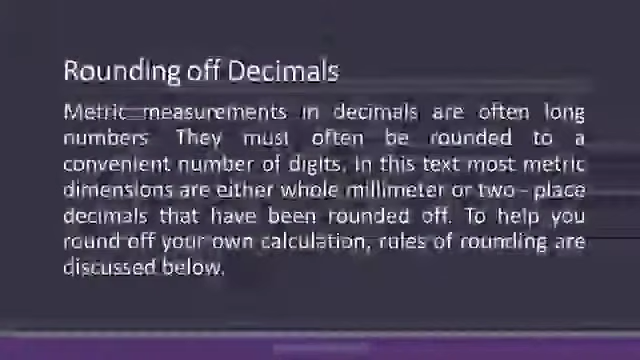 Rounding off Decimals
Metric measurements in decimals are often long
numbers They must often be rounded to a
convenient number of digits. In this text most metric
dimensions are either whole millimeter or two - place
decimals that have been rounded off. To help you
round off your own calculation, rules of rounding are
discussed below.